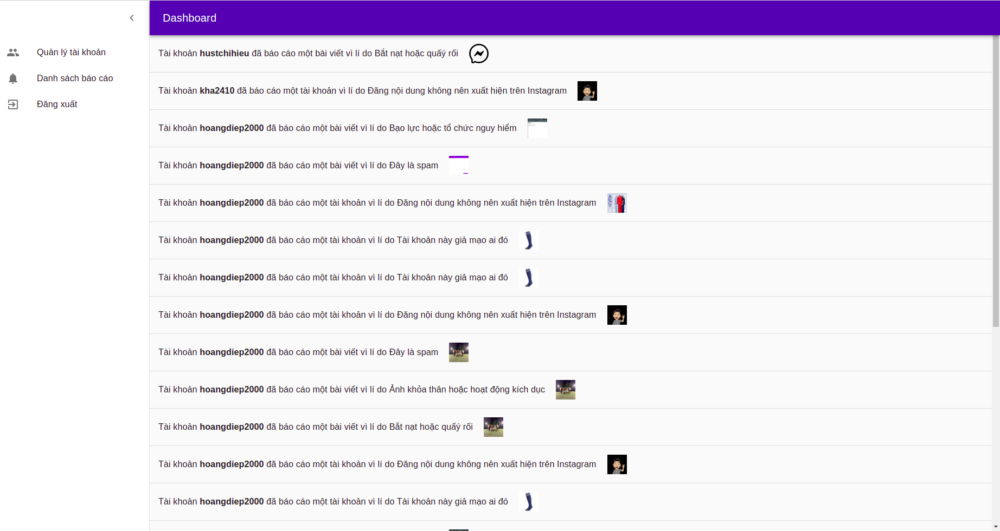 Dashboard
Quản lý tài khoản
Danh sách báo cáo
Đăng xuất
Tài khoản hustchihieu đã báo cáo một bài viết vì lí do Bắt nạt hoặc quấý rối
Tài khoản kha2410 đã báo cáo một tài khoản vì lí do Đăng nội dung không nên xuất hiện trên Instagram
Tài khoản hoangdiep2000 đã báo cáo một bài viết vì lí do Bạo lực hoặc tổ chức nguy hiểm
Tài khoản hoangdiep2000 đã báo cáo một bài viết vì lí do Đây là spam
Tài khoản hoangdiep2000 đã báo cáo một tài khoản vì lí do Đăng nội dung không nên xuất hiện trên Instagram
Tài khoản hoangdiep2000 đã báo cáo một tài khoản vì lí do Tài khoản này giả mạo ai đó
Tài khoản hoangdiep2000 đã báo cáo một tài khoản vì lí do Tài khoản này giả mạo ai đó
Tài khoản hoangdiep2000 đã báo cáo một tài khoản vì lí do Đăng nội dung không nên xuất hiện trên Instagram
Tài khoản hoangdiep2000 đã báo cáo một bài viết vì lí do Đây là spam
Tài khoản hoangdiep2000 đã báo cáo một bài viết vì lí do Ảnh khỏa thân hoặc hoạt động kích dục
Tài khoản hoangdiep2000 đã báo cáo một bài viết vì lí do Bắt nạt hoặc quấý rối
Tài khoản hoangdiep2000 đã báo cáo một tài khoản vì lí do Đăng nội dung không nên xuất hiện trên Instagram
Tài khoản hoangdiep2000 đã báo cáo một tài khoản vì lí do Tài khoản này giả mạo ai đó